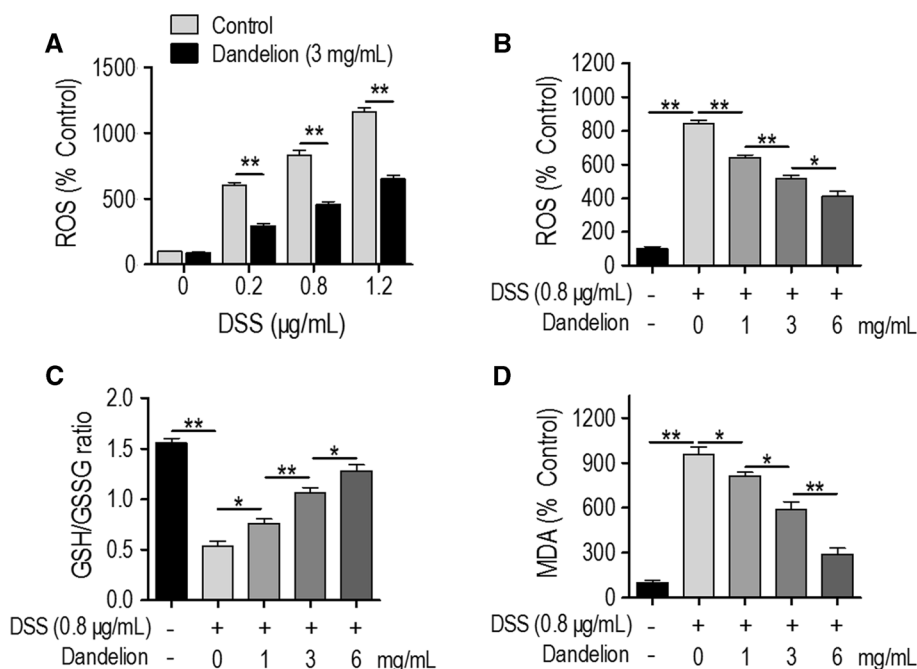 A
Control
Dandelion (3 mg/mL)
ROS (% Control)
1500
1000
500
0
**
**
**
0 0.2 0.8 1.2
DSS (μg/mL)
B
ROS (% Control)
1200
1000
800
600
400
200
0
** ** ** *
DSS (0.8 μg/mL) - + + + +
Dandelion - 0 1 3 6 mg/mL
C
GSH/GSSG ratio
2.0
1.5
1.0
0.5
0.0
** * ** *
DSS (0.8 μg/mL) - + + + +
Dandelion - 0 1 3 6 mg/mL
D
MDA (% Control)
1200
900
600
300
0
** * * **
DSS (0.8 μg/mL) - + + + +
Dandelion - 0 1 3 6 mg/mL